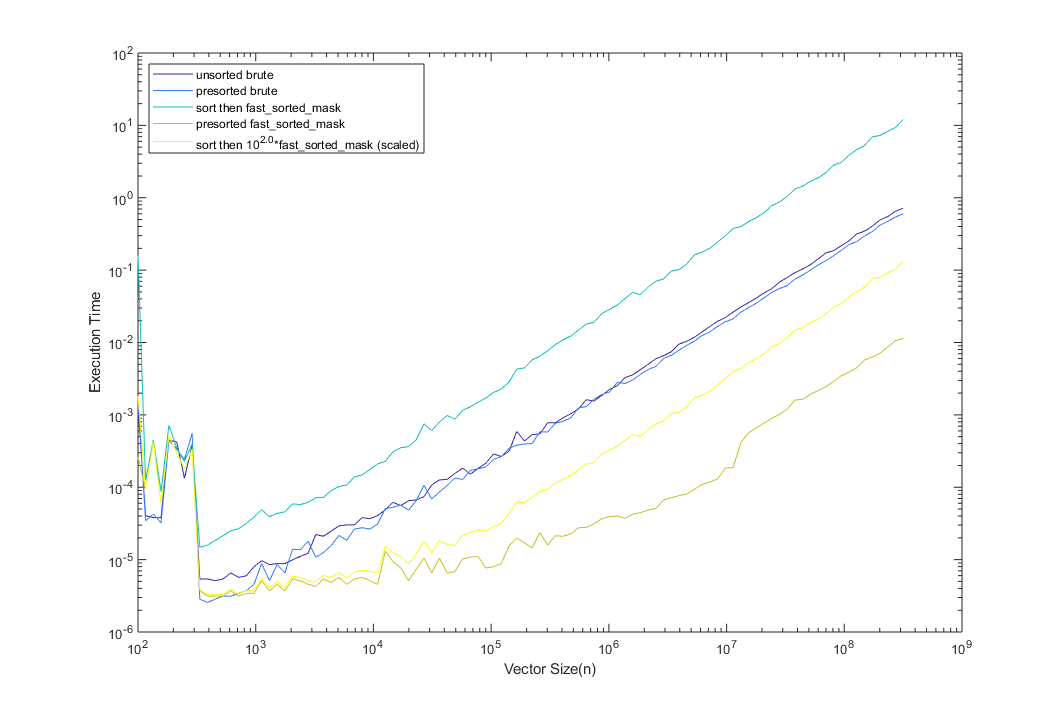 10^2
10^1
10^0
10^-1
10^-2
10^-3
10^-4
10^-5
10^-6
Execution Time
unsorted brute
presorted brute
sort then fast_sorted_mask
presorted fast_sorted_mask
sort then 10^2.0*fast_sorted_mask (scaled)
10^2 10^3 10^4 10^5 10^6 10^7 10^8 10^9
Vector Size(n)